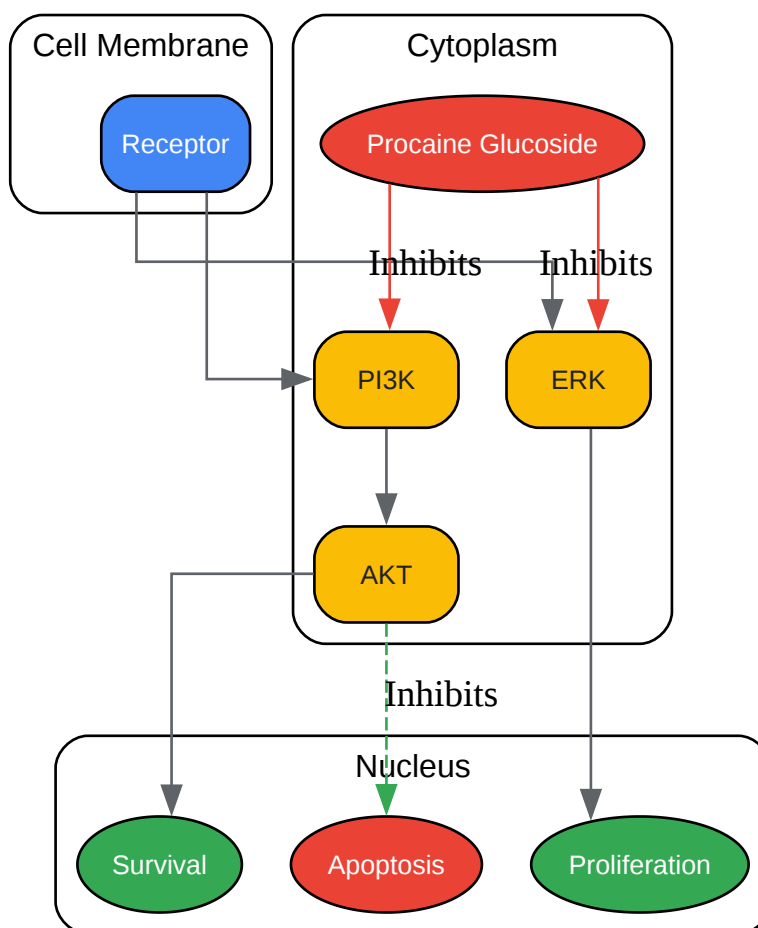 Cell Membrane
Cytoplasm
Receptor
Procaine Glucoside
Inhibits
Inhibits
PI3K
ERK
AKT
Inhibits
Nucleus
Survival
Apoptosis
Proliferation